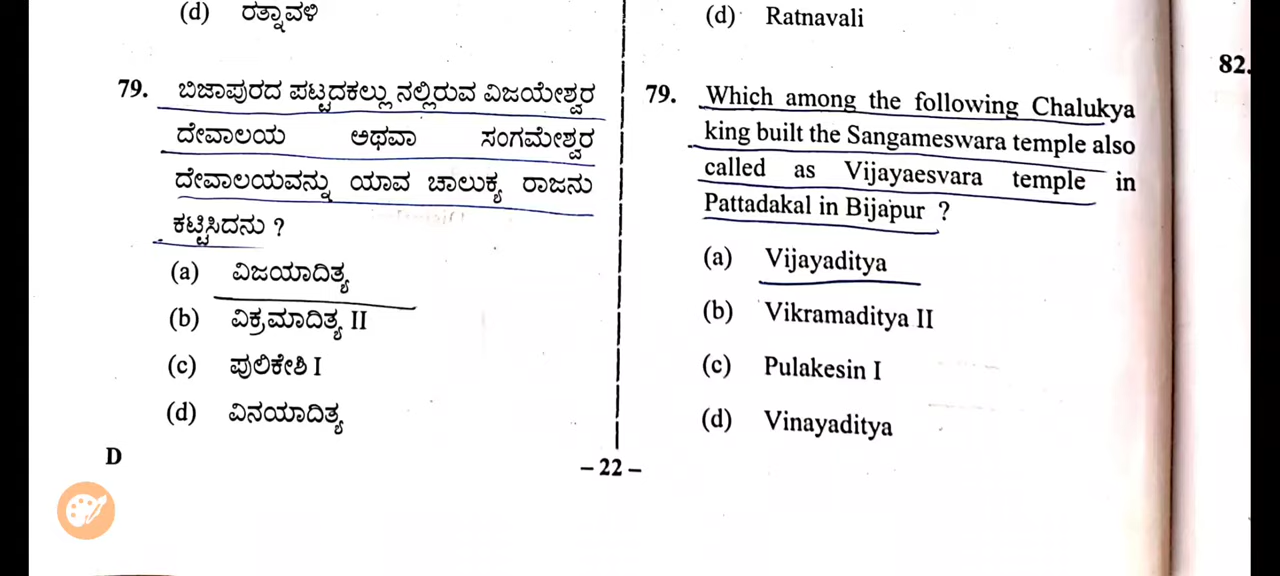 (d) ರತ್ನಾವಳಿ
79. ಬಿಜಾಪುರದ ಪಟ್ಟದಕಲ್ಲು ನಲ್ಲಿರುವ ವಿಜಯೇಶ್ವರ
ದೇವಾಲಯ ಅಥವಾ ಸಂಗಮೇಶ್ವರ
ದೇವಾಲಯವನ್ನು ಯಾವ ಚಾಲುಕ್ಯ ರಾಜನು
ಕಟ್ಟಿಸಿದನು ?
(a) ವಿಜಯಾದಿತ್ಯ
(b) ವಿಕ್ರಮಾದಿತ್ಯ II
(c) ಪುಲಿಕೇಶಿ I
(d) ವಿನಯಾದಿತ್ಯ
D
(d) Ratnavali
79. Which among the following Chalukya
king built the Sangameswara temple also
called as Vijayaesvara temple in
Pattadakal in Bijapur ?
(a) Vijayaditya
(b) Vikramaditya II
(c) Pulakesin I
(d) Vinayaditya
– 22 –
82.